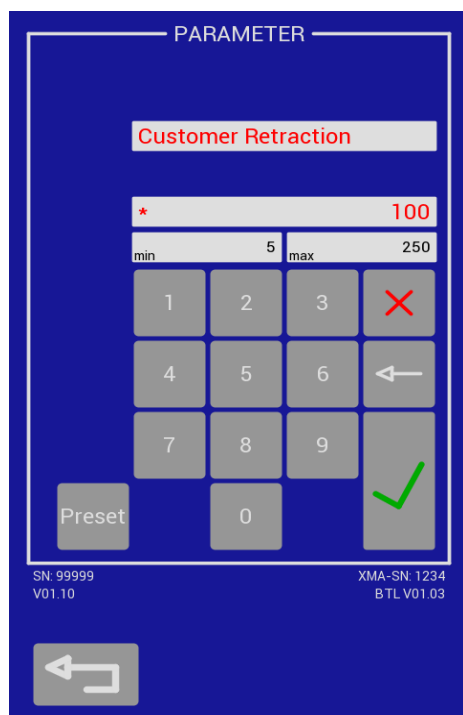 PARAMETER
Customer Retraction
* 100
min 5 max 250
1 2 3
4 5 6
7 8 9
Preset 0
SN: 99999 XMA-SN: 1234
V01.10 BTL V01.03